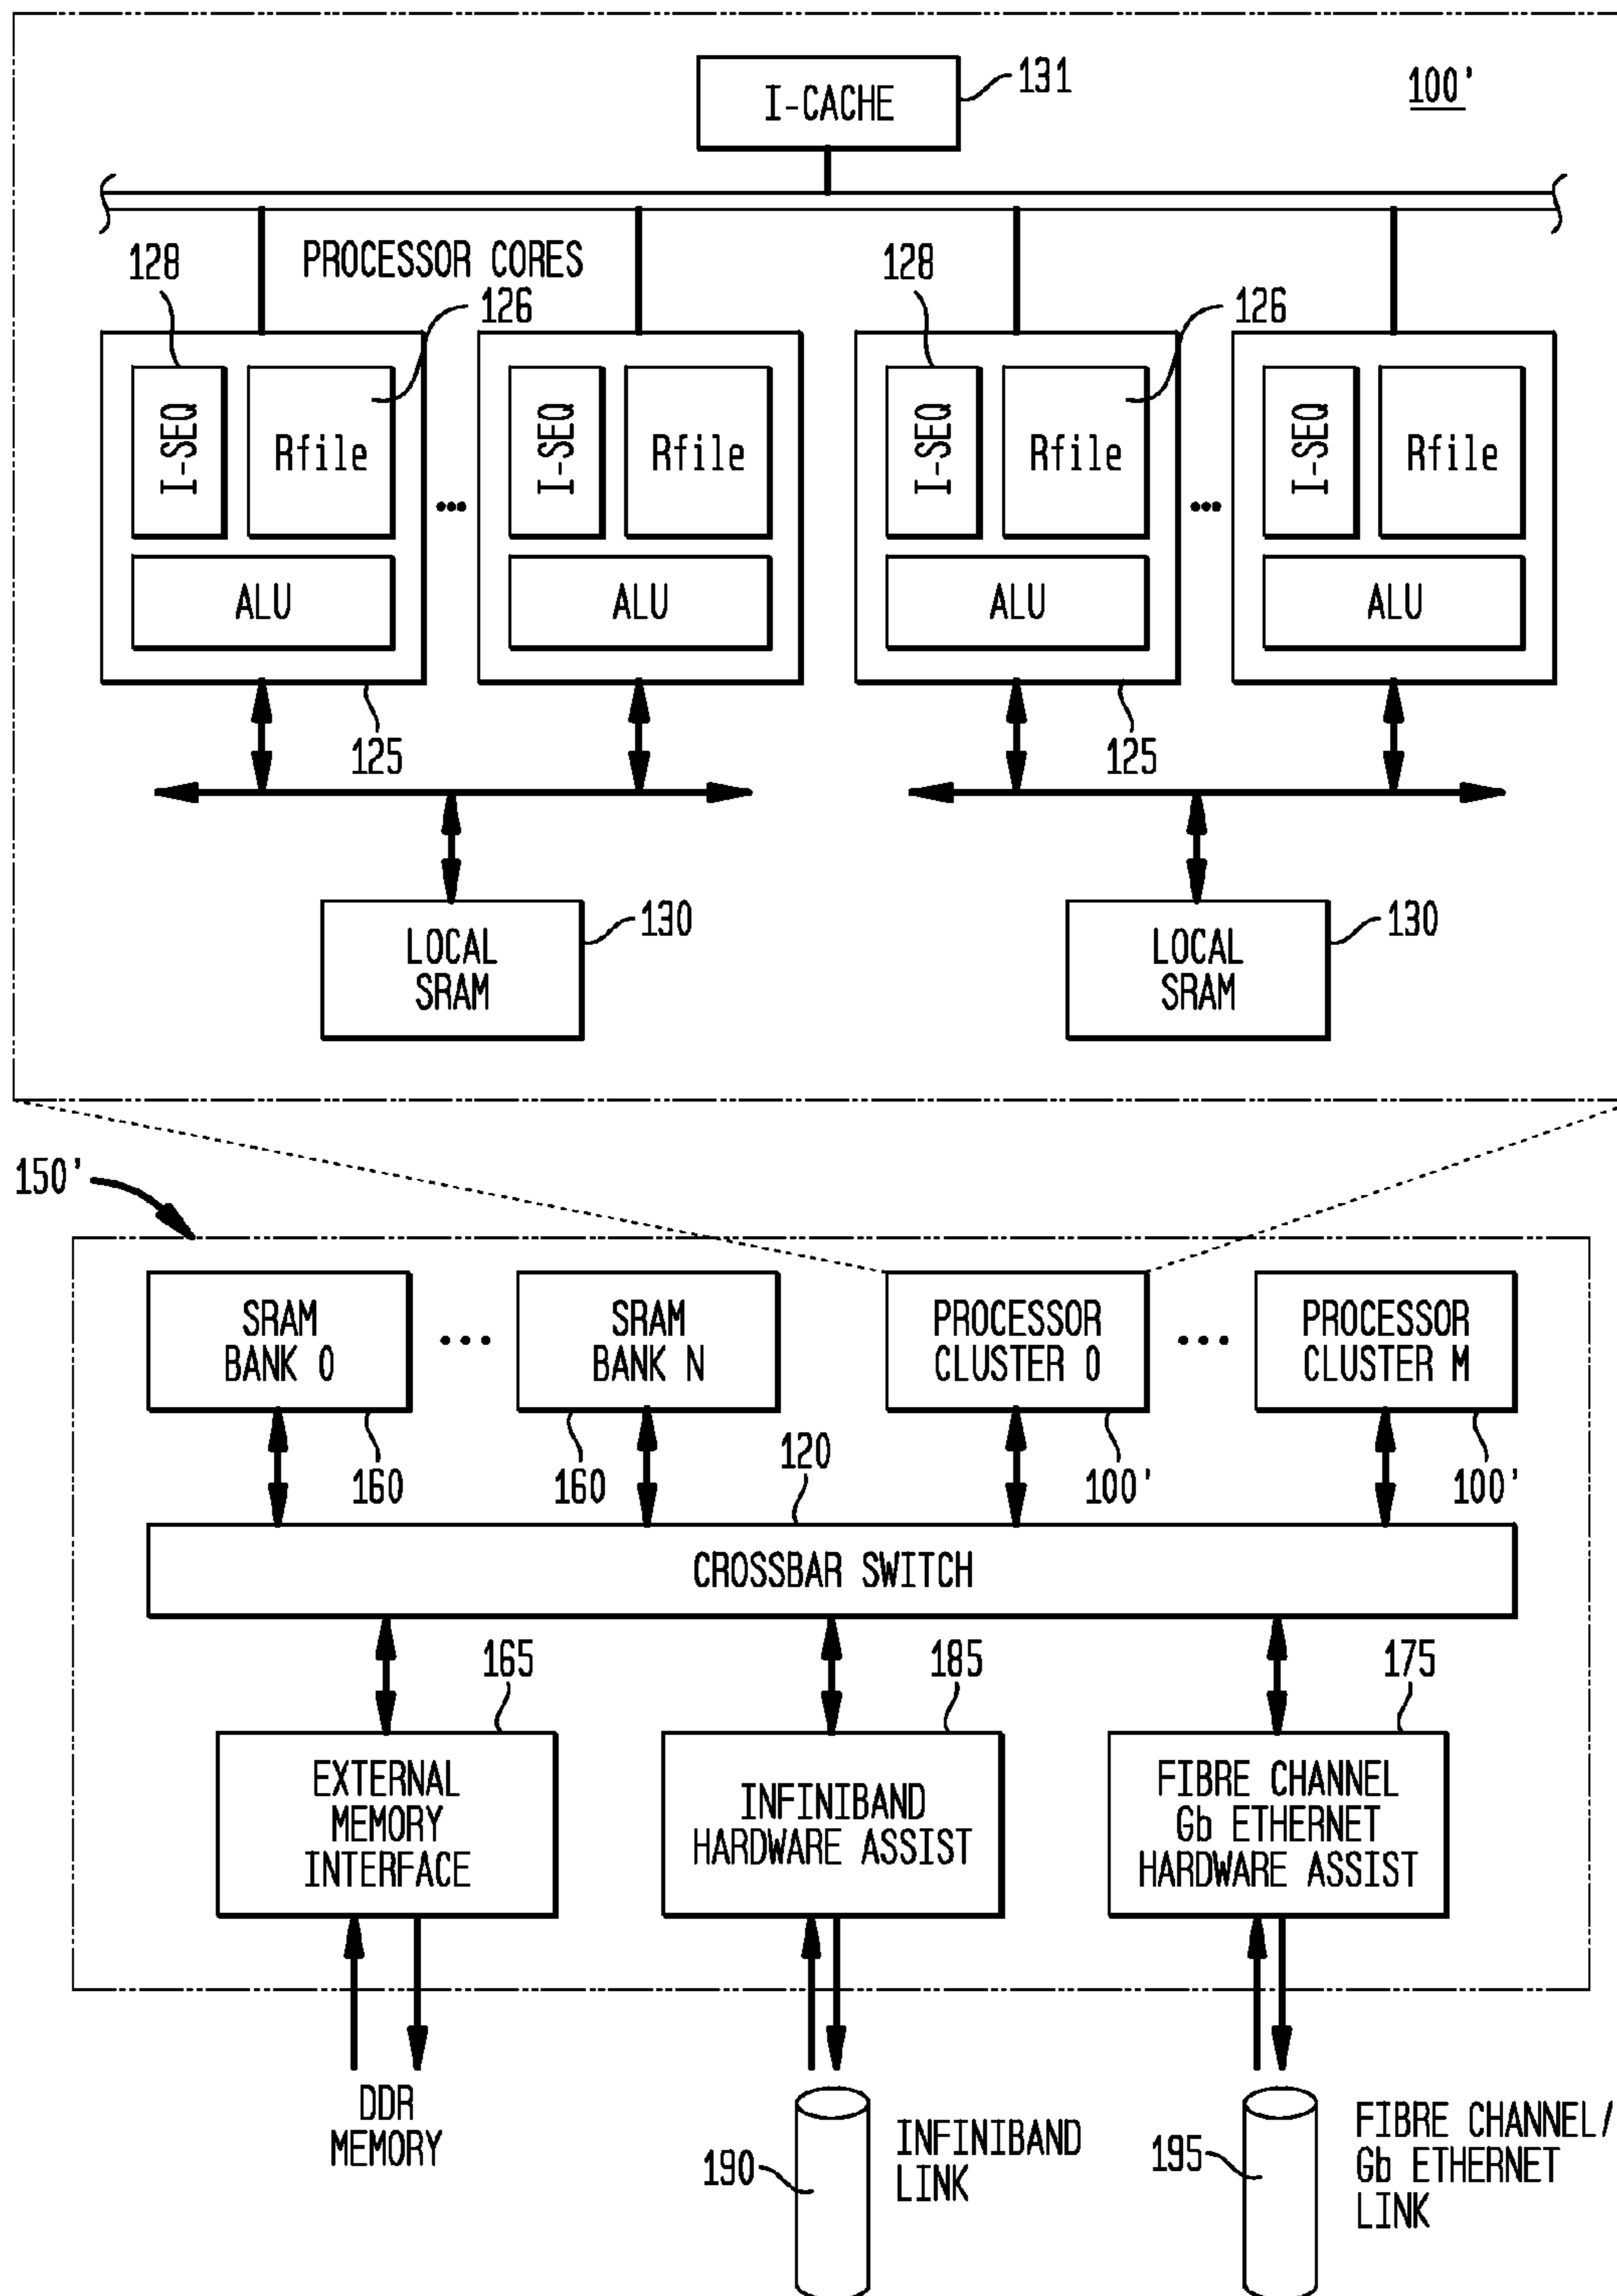 I-CACHE
131
100'
128
PROCESSOR CORES
126
128
126
I-SEQ
Rfile
I-SEQ
Rfile
I-SEQ
Rfile
I-SEQ
Rfile
...
...
ALU
ALU
ALU
ALU
125
125
LOCAL
SRAM
130
LOCAL
SRAM
130
150'
SRAM
BANK 0
...
SRAM
BANK N
PROCESSOR
CLUSTER 0
...
PROCESSOR
CLUSTER M
160
160
120
100'
100'
CROSSBAR SWITCH
165
185
175
EXTERNAL
MEMORY
INTERFACE
INFINIBAND
HARDWARE ASSIST
FIBRE CHANNEL
Gb ETHERNET
HARDWARE ASSIST
DDR
MEMORY
190
INFINIBAND
LINK
195
FIBRE CHANNEL/
Gb ETHERNET
LINK